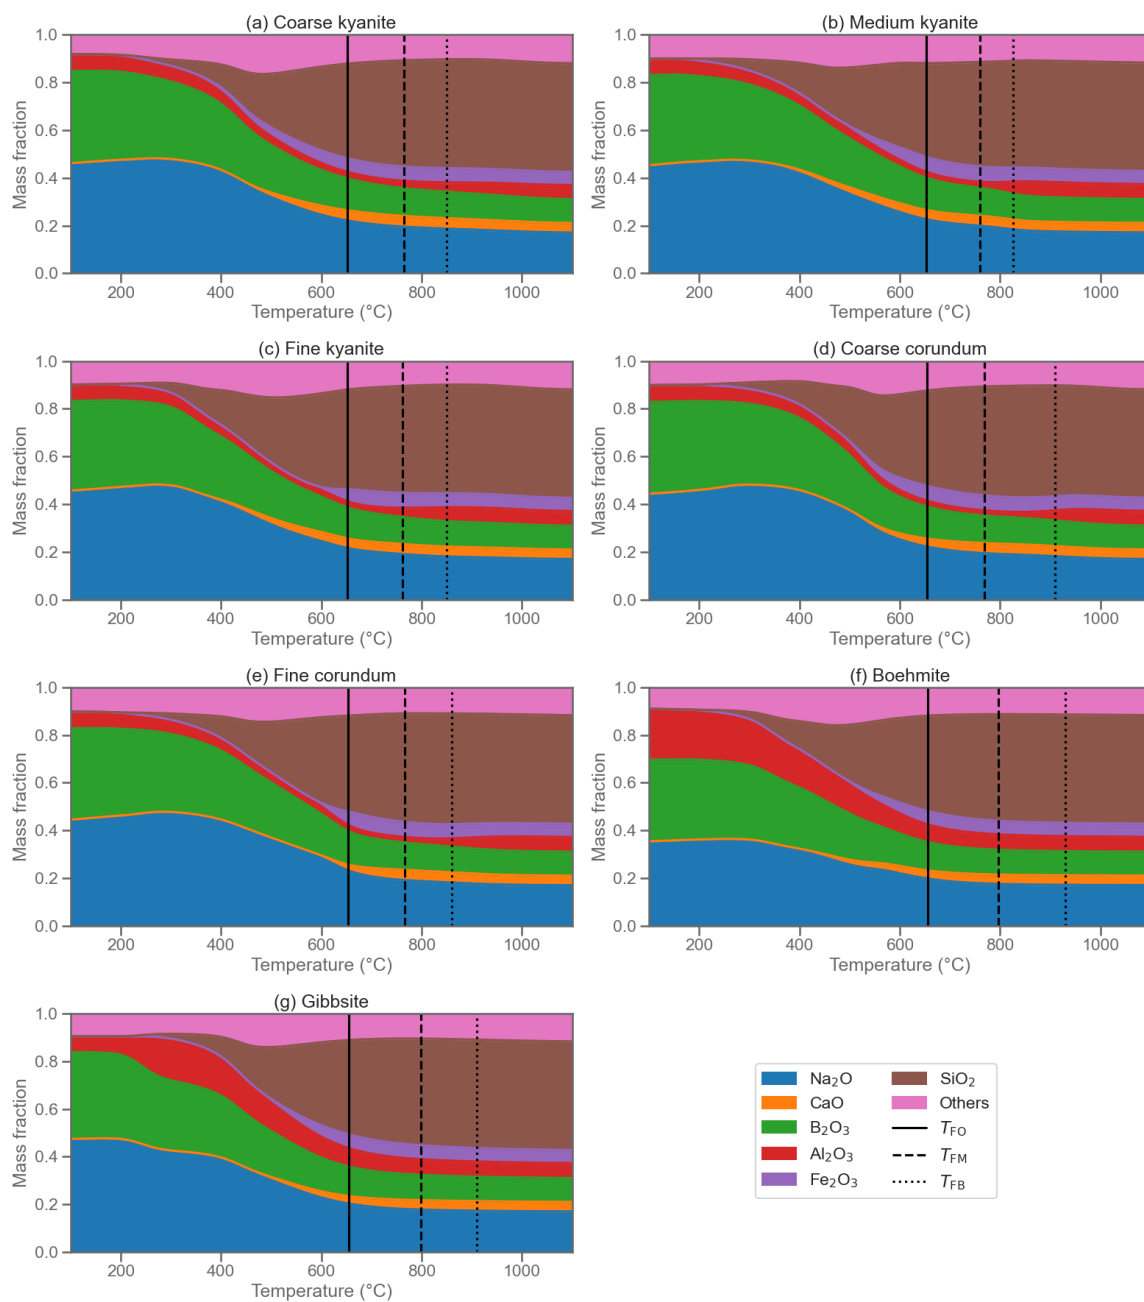 (a) Coarse kyanite
1.0
0.8
0.6
0.4
0.2
0.0
Mass fraction
200 400 600 800 1000
Temperature (°C)
(b) Medium kyanite
1.0
0.8
0.6
0.4
0.2
0.0
Mass fraction
200 400 600 800 1000
Temperature (°C)
(c) Fine kyanite
1.0
0.8
0.6
0.4
0.2
0.0
Mass fraction
200 400 600 800 1000
Temperature (°C)
(d) Coarse corundum
1.0
0.8
0.6
0.4
0.2
0.0
Mass fraction
200 400 600 800 1000
Temperature (°C)
(e) Fine corundum
1.0
0.8
0.6
0.4
0.2
0.0
Mass fraction
200 400 600 800 1000
Temperature (°C)
(f) Boehmite
1.0
0.8
0.6
0.4
0.2
0.0
Mass fraction
200 400 600 800 1000
Temperature (°C)
(g) Gibbsite
1.0
0.8
0.6
0.4
0.2
0.0
Mass fraction
200 400 600 800 1000
Temperature (°C)
Na₂O
CaO
B₂O₃
Al₂O₃
Fe₂O₃
SiO₂
Others
T_FO
T_FM
T_FB